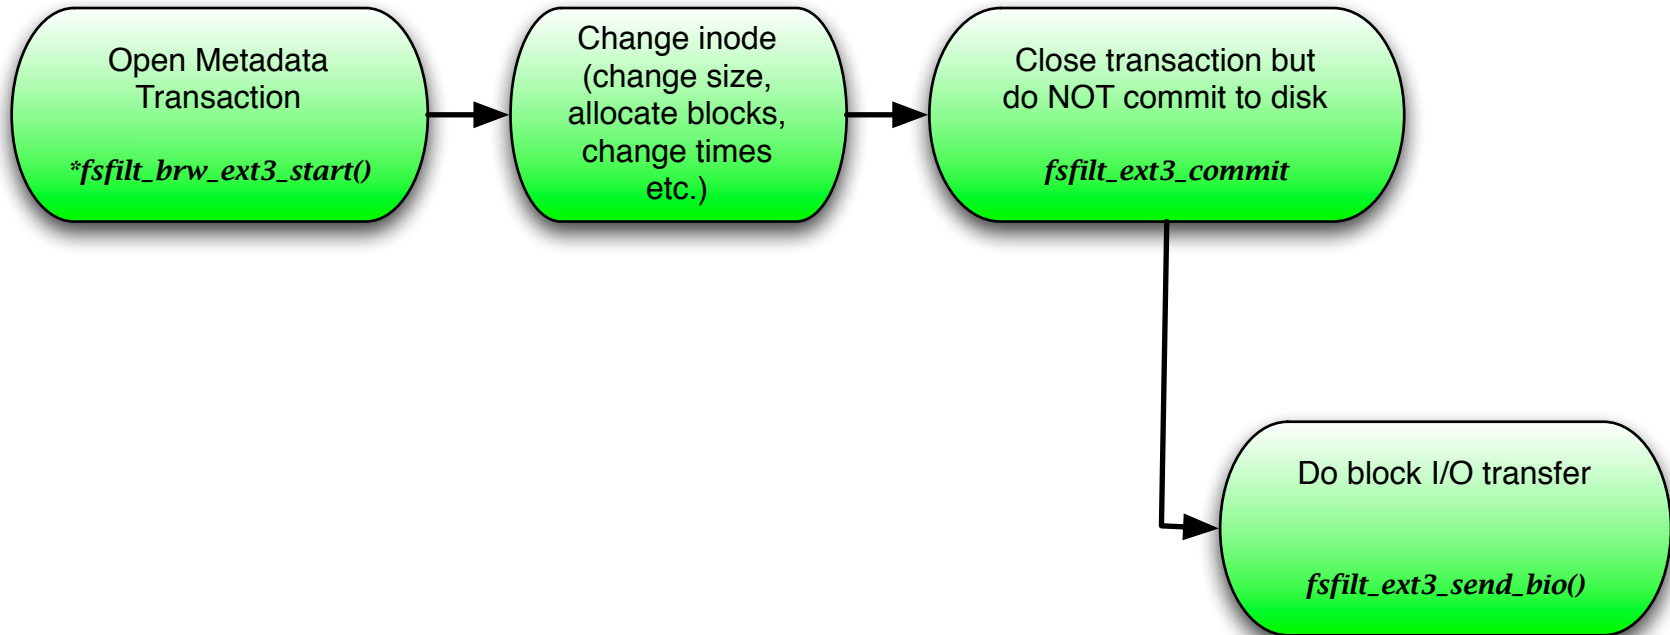 Open Metadata
Transaction
*fsfilt_brw_ext3_start()
Change inode
(change size,
allocate blocks,
change times
etc.)
Close transaction but
do NOT commit to disk
fsfilt_ext3_commit
Do block I/O transfer
fsfilt_ext3_send_bio()